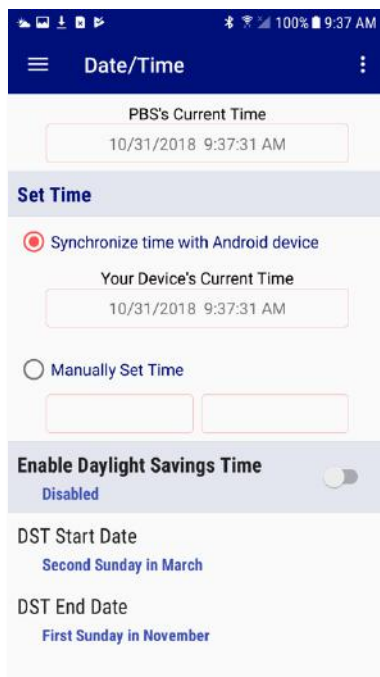 100% 9:37 AM
Date/Time
PBS's Current Time
10/31/2018 9:37:31 AM
Set Time
Synchronize time with Android device
Your Device's Current Time
10/31/2018 9:37:31 AM
Manually Set Time
Enable Daylight Savings Time
Disabled
DST Start Date
Second Sunday in March
DST End Date
First Sunday in November